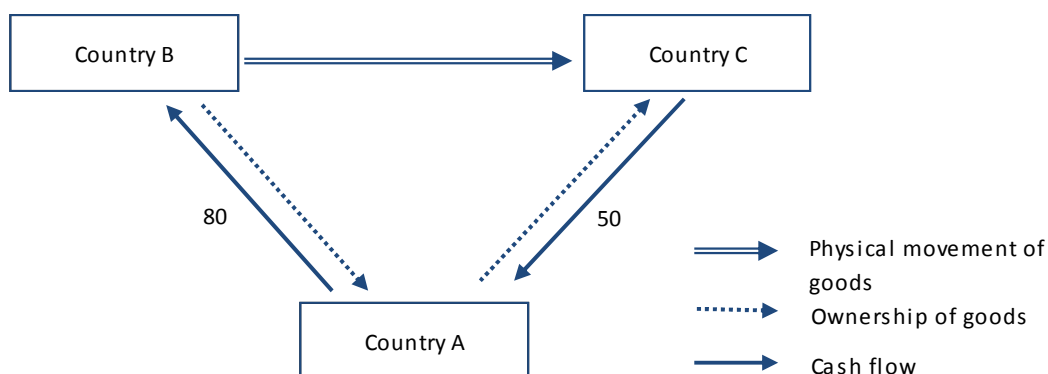 Country B
Country C
80
50
Physical movement of
goods
Ownership of goods
Country A
Cash flow